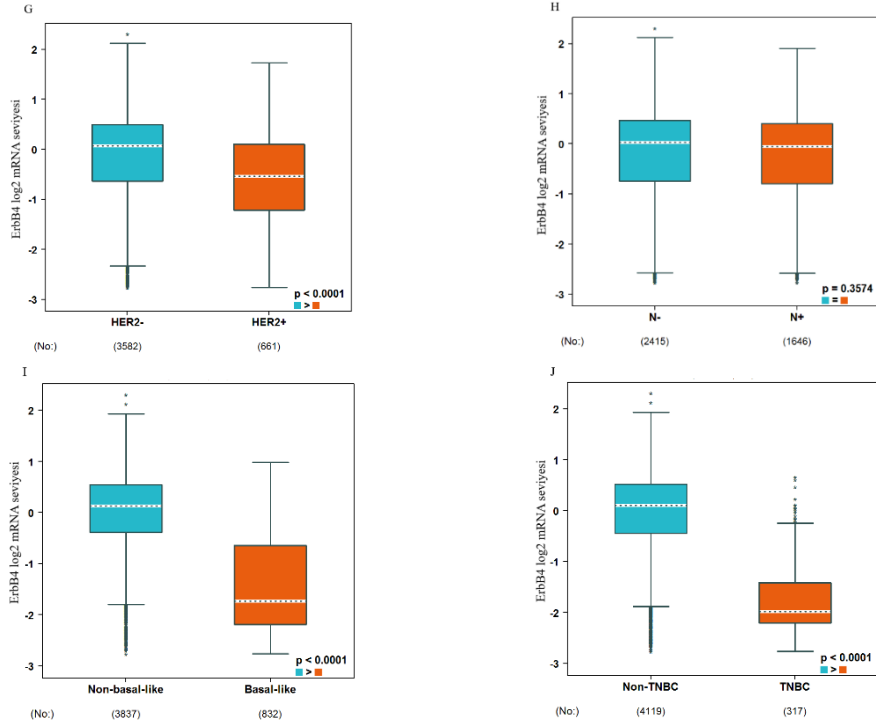 G
ErbB4 log2 mRNA seviyesi
2
1
0
-1
-2
-3
p < 0.0001
>
HER2- HER2+
(No:) (3582) (661)
H
ErbB4 log2 mRNA seviyesi
2
1
0
-1
-2
-3
p = 0.3574
=
N- N+
(No:) (2415) (1646)
I
ErbB4 log2 mRNA seviyesi
2
1
0
-1
-2
-3
p < 0.0001
>
Non-basal-like Basal-like
(No:) (3837) (832)
J
ErbB4 log2 mRNA seviyesi
2
1
0
-1
-2
-3
p < 0.0001
>
Non-TNBC TNBC
(No:) (4119) (317)